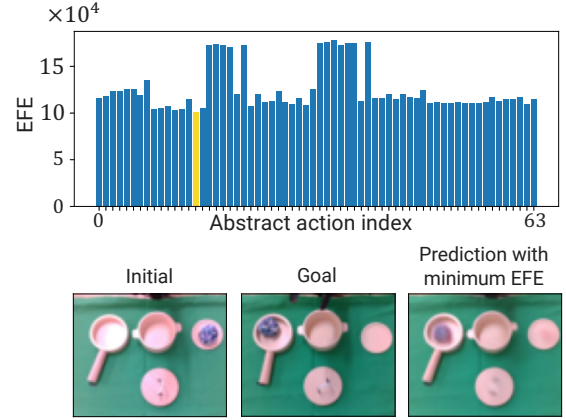 ×10⁴
15
10
5
0
EFE
0
Abstract action index
63
Initial
Goal
Prediction with
minimum EFE